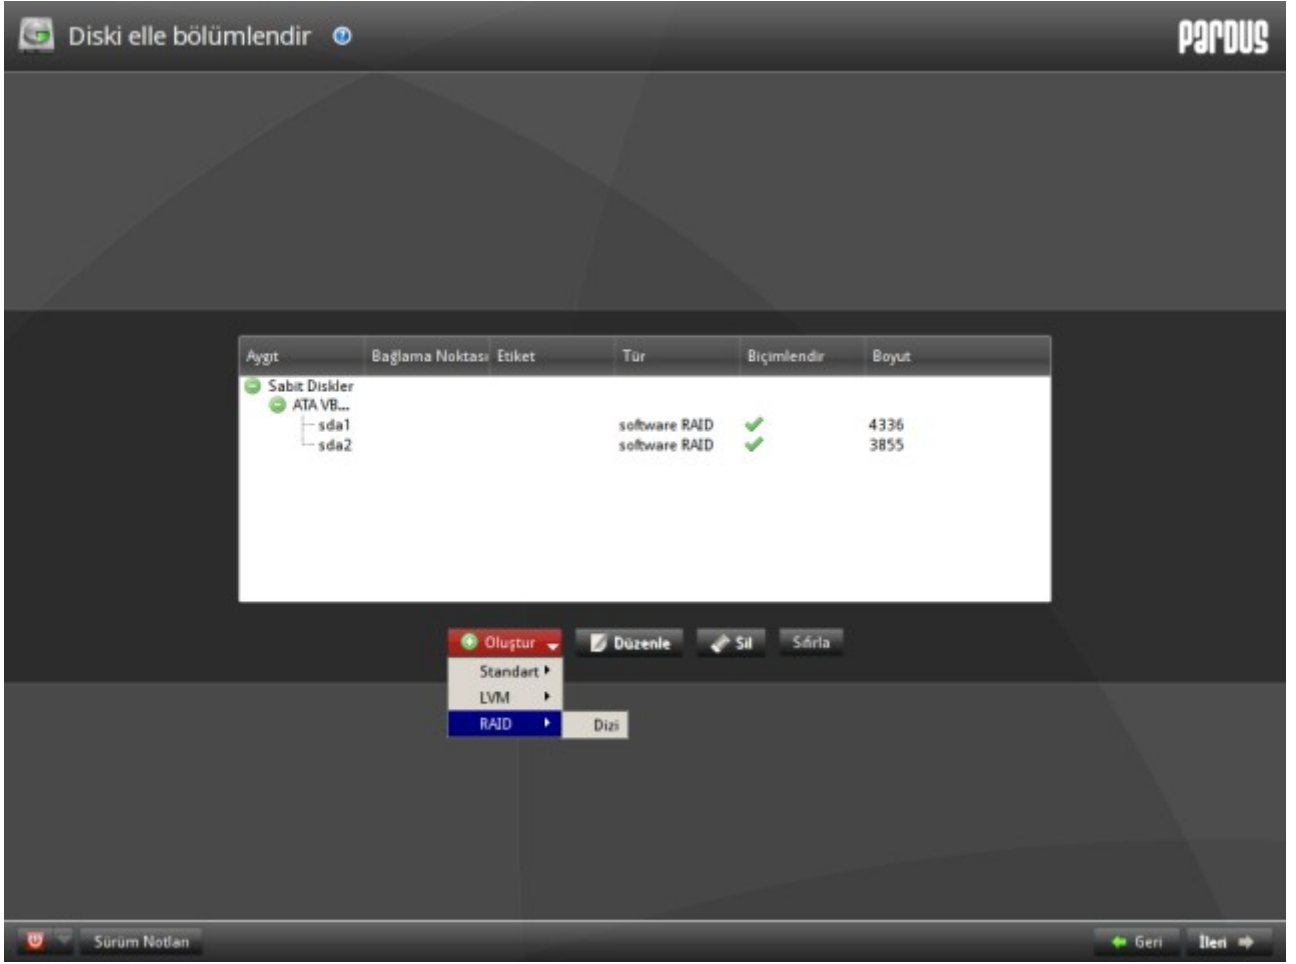 Diski elle bölümlendir
PARDUS
Aygıt Bağlama Noktası Etiket Tür Biçimlendir Boyut
Sabit Diskler
ATA VB...
sda1 software RAID 4336
sda2 software RAID 3855
Oluştur Düzenle Sil Sıfırla
Standart
LVM
RAID Dizi
Sürüm Notları Geri İleri